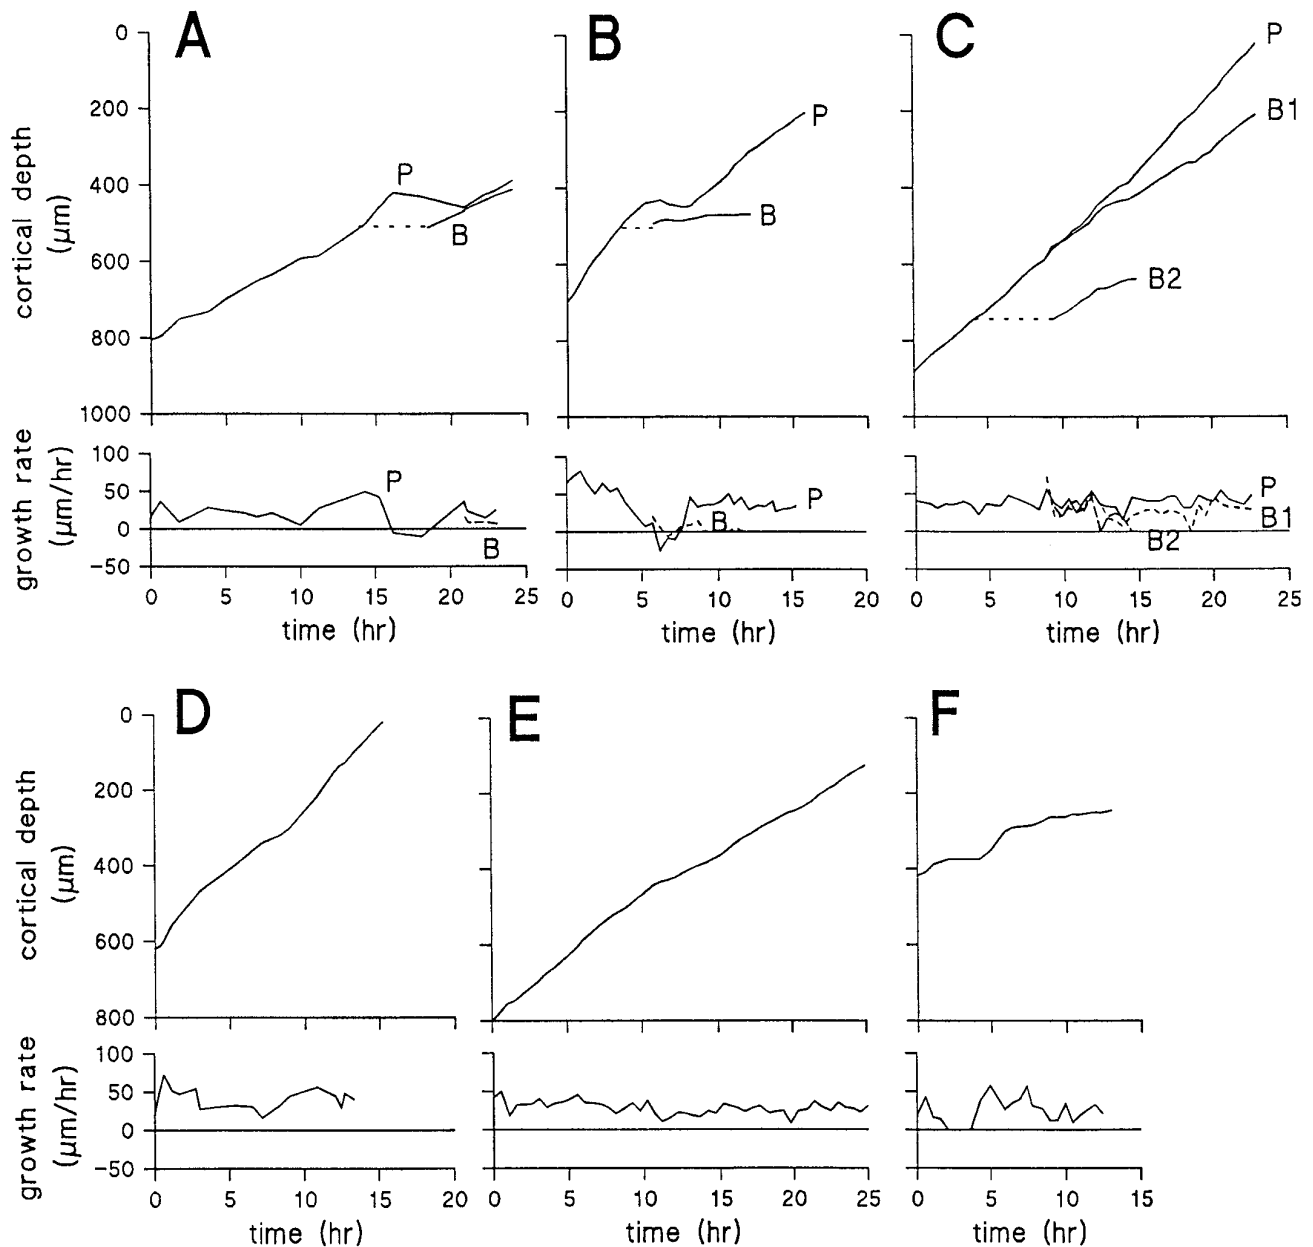 A
B
C
0
200
400
600
800
1000
cortical depth
(μm)
P
B
P
B
P
B1
B2
growth rate
(μm/hr)
100
50
0
−50
P
B
P
B
P
B1
B2
0 5 10 15 20 25
0 5 10 15 20
0 5 10 15 20 25
time (hr)
time (hr)
time (hr)
D
E
F
0
200
400
600
800
cortical depth
(μm)
growth rate
(μm/hr)
100
50
0
−50
0 5 10 15 20
0 5 10 15 20 25
0 5 10 15
time (hr)
time (hr)
time (hr)